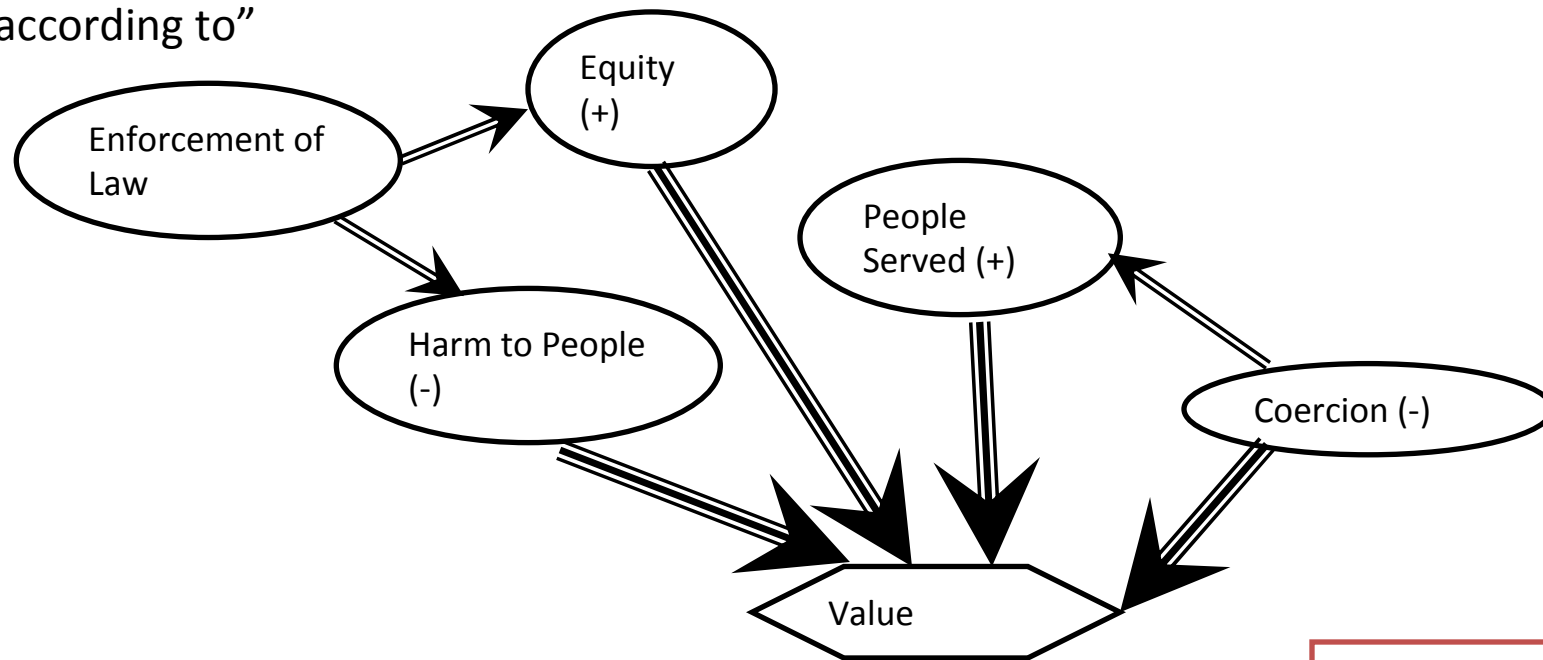 according to”
Equity
(+)
Enforcement of
Law
People
Served (+)
Harm to People
(-)
Coercion (-)
Value